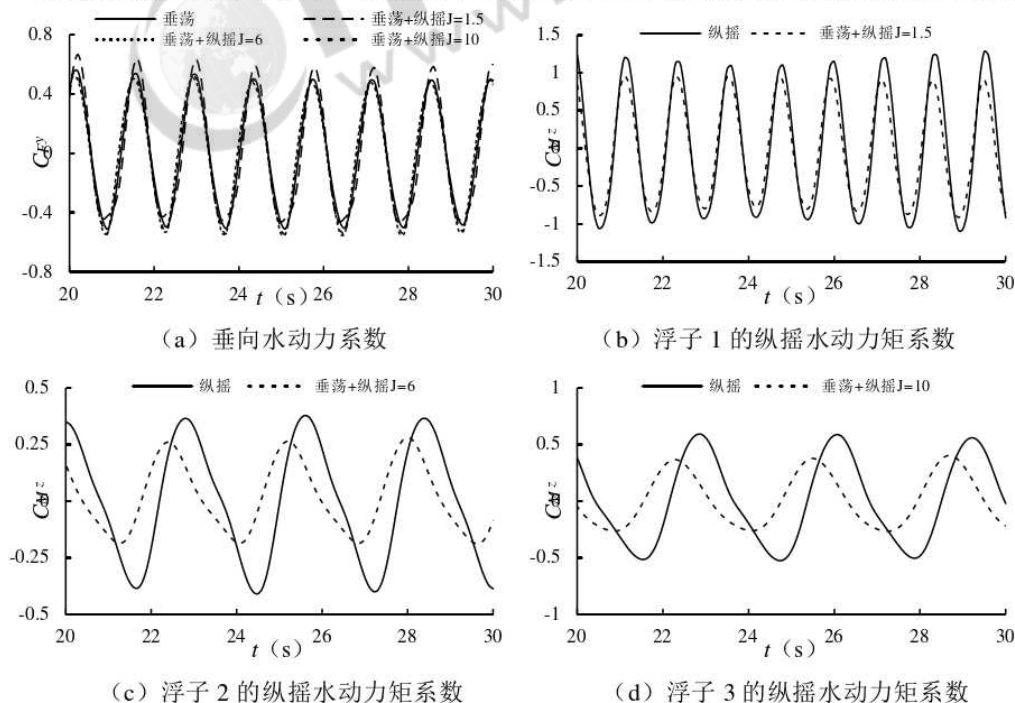 垂荡 垂荡+纵摇J=1.5
垂荡+纵摇J=6 垂荡+纵摇J=10
0.8
0.4
0
-0.4
-0.8
20 22 24 26 28 30
t（s）
（a）垂向水动力系数
纵摇 垂荡+纵摇J=1.5
1.5
1
0.5
0
-0.5
-1
-1.5
20 22 24 26 28 30
t（s）
（b）浮子 1 的纵摇水动力矩系数
纵摇 垂荡+纵摇J=6
0.5
0.25
0
-0.25
-0.5
20 22 24 26 28 30
t（s）
（c）浮子 2 的纵摇水动力矩系数
纵摇 垂荡+纵摇J=10
1
0.5
0
-0.5
-1
20 22 24 26 28 30
t（s）
（d）浮子 3 的纵摇水动力矩系数